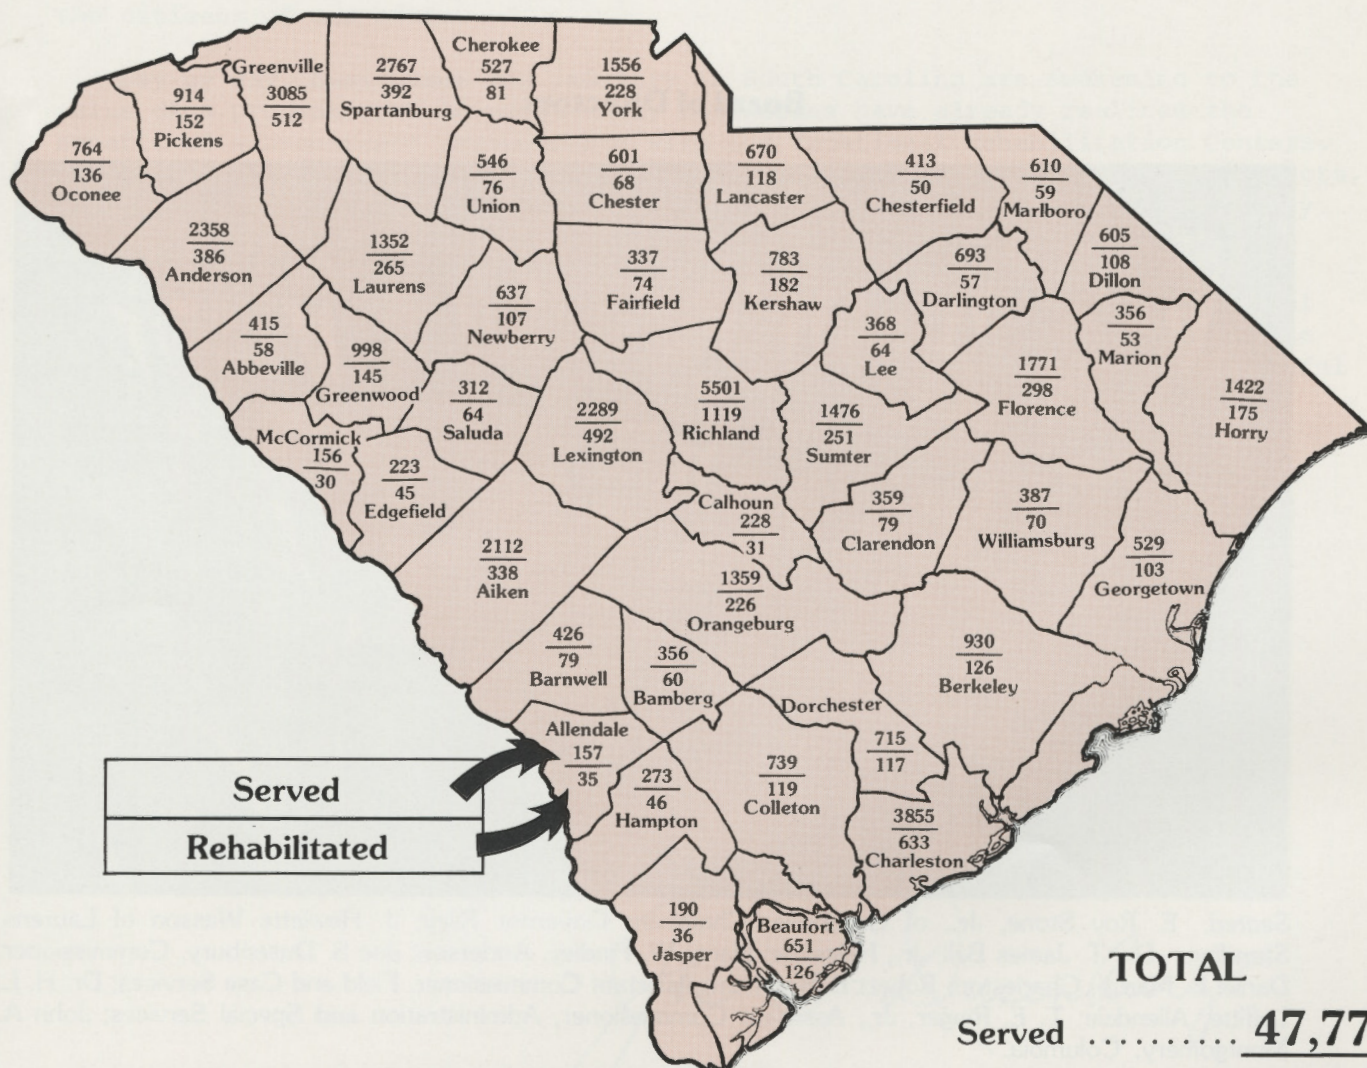 Cherokee
527
81
1556
228
York
2767
392
Spartanburg
Greenville
3085
512
914
152
Pickens
764
136
Oconee
546
76
Union
601
68
Chester
670
118
Lancaster
413
50
Chesterfield
610
59
Marlboro
605
108
Dillon
2358
386
Anderson
1352
265
Laurens
337
74
Fairfield
783
182
Kershaw
693
57
Darlington
637
107
Newberry
356
53
Marion
415
58
Abbeville
998
145
Greenwood
368
64
Lee
1771
298
Florence
312
64
Saluda
5501
1119
Richland
1422
175
Horry
2289
492
Lexington
1476
251
Sumter
McCormick
156
30
223
45
Edgefield
Calhoun
228
31
359
79
Clarendon
387
70
Williamsburg
529
103
Georgetown
2112
338
Aiken
1359
226
Orangeburg
426
79
Barnwell
356
60
Bamberg
930
126
Berkeley
Dorchester
715
117
Allendale
157
35
273
46
Hampton
739
119
Colleton
3855
633
Charleston
Served
Rehabilitated
190
36
Jasper
Beaufort
651
126
TOTAL
Served .......... 47,77